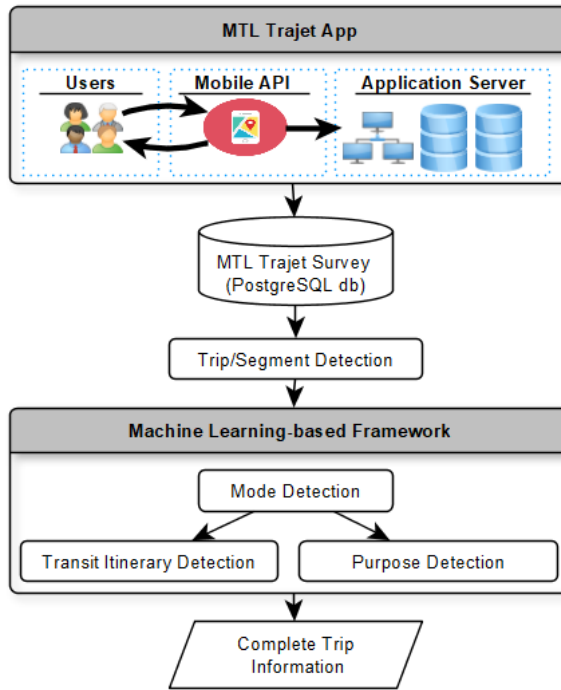 MTL Trajet App
Users
Mobile API
Application Server
MTL Trajet Survey
(PostgreSQL db)
Trip/Segment Detection
Machine Learning-based Framework
Mode Detection
Transit Itinerary Detection
Purpose Detection
Complete Trip
Information